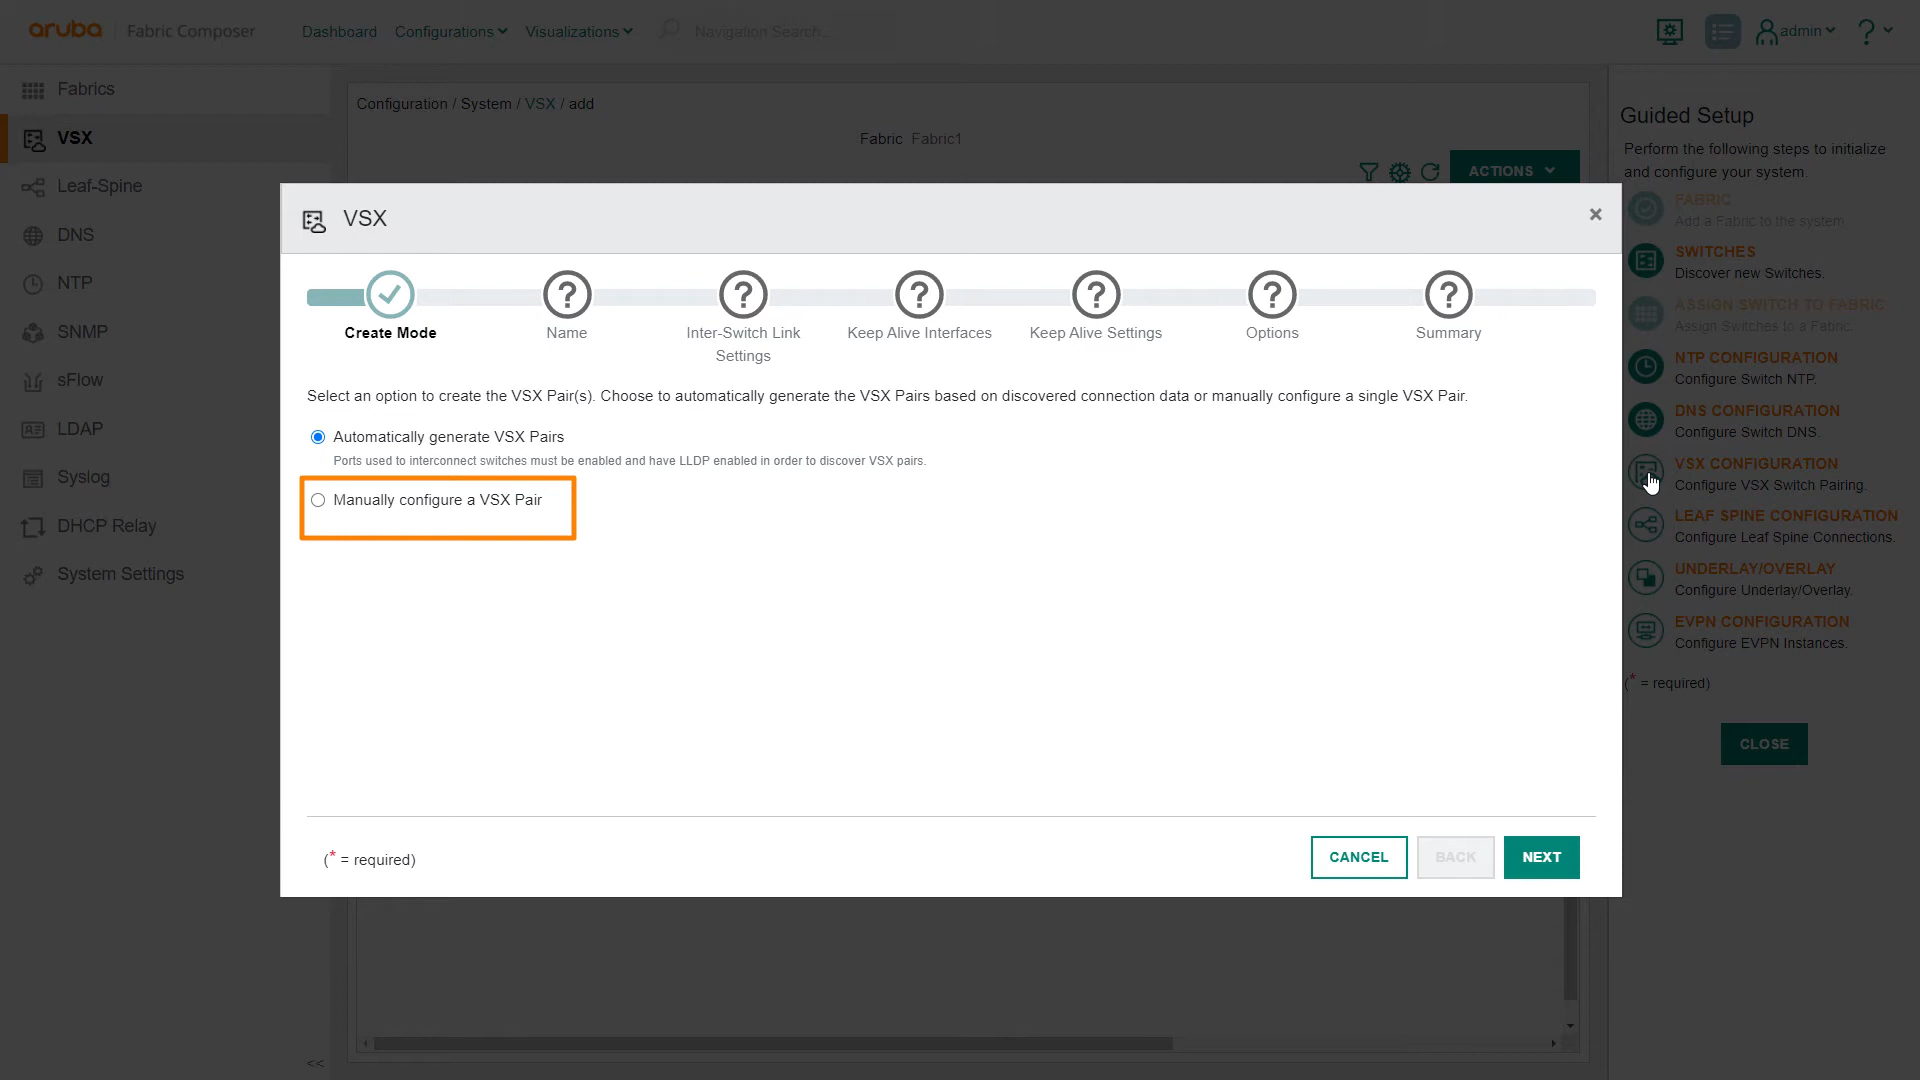 aruba Fabric Composer Dashboard Configurations Visualizations Navigation Search... admin ?
Fabrics
VSX
Leaf-Spine
DNS
NTP
SNMP
sFlow
LDAP
Syslog
DHCP Relay
System Settings
<<
Configuration / System / VSX / add
Fabric Fabric1
ACTIONS
VSX
×
Create Mode
? Name
? Inter-Switch Link
Settings
? Keep Alive Interfaces
? Keep Alive Settings
? Options
? Summary
Select an option to create the VSX Pair(s). Choose to automatically generate the VSX Pairs based on discovered connection data or manually configure a single VSX Pair.
Automatically generate VSX Pairs
Ports used to interconnect switches must be enabled and have LLDP enabled in order to discover VSX pairs.
Manually configure a VSX Pair
(* = required)
CANCEL BACK NEXT
Guided Setup
Perform the following steps to initialize
and configure your system.
FABRIC
Add a Fabric to the system.
SWITCHES
Discover new Switches.
ASSIGN SWITCH TO FABRIC
Assign Switches to a Fabric.
NTP CONFIGURATION
Configure Switch NTP.
DNS CONFIGURATION
Configure Switch DNS.
VSX CONFIGURATION
Configure VSX Switch Pairing.
LEAF SPINE CONFIGURATION
Configure Leaf Spine Connections.
UNDERLAY/OVERLAY
Configure Underlay/Overlay.
EVPN CONFIGURATION
Configure EVPN Instances.
(* = required)
CLOSE